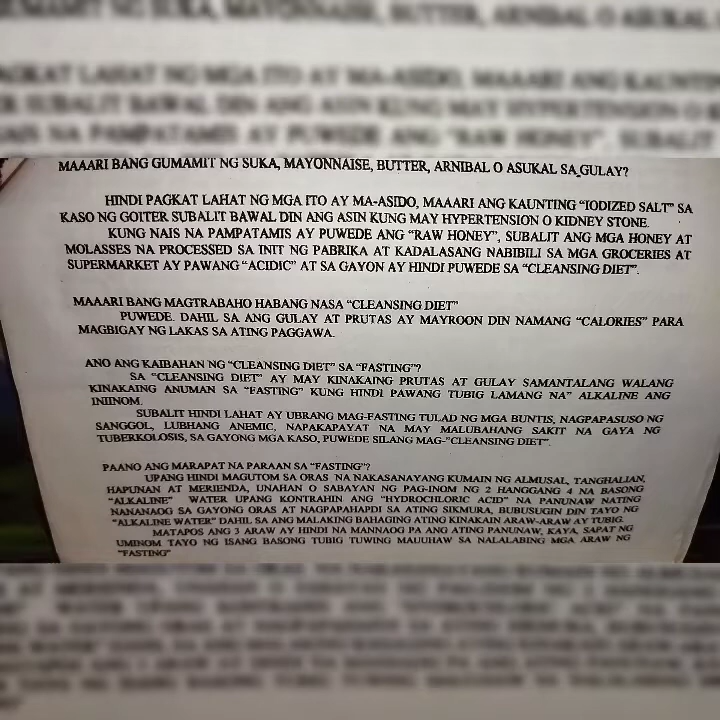 MAAARI BANG GUMAMIT NG SUKA, MAYONNAISE, BUTTER, ARNIBAL O ASUKAL SA GULAY?
HINDI PAGKAT LAHAT NG MGA ITO AY MA-ASIDO, MAAARI ANG KAUNTING "IODIZED SALT" SA
KASO NG GOITER SUBALIT BAWAL DIN ANG ASIN KUNG MAY HYPERTENSION O KIDNEY STONE.
KUNG NAIS NA PAMPATAMIS AY PUWEDE ANG "RAW HONEY", SUBALIT ANG MGA HONEY AT
MOLASSES NA PROCESSED SA INIT NG PABRIKA AT KADALASANG NABIBILI SA MGA GROCERIES AT
SUPERMARKET AY PAWANG "ACIDIC" AT SA GAYON AY HINDI PUWEDE SA "CLEANSING DIET".
MAAARI BANG MAGTRABAHO HABANG NASA "CLEANSING DIET"
PUWEDE. DAHIL SA ANG GULAY AT PRUTAS AY MAYROON DIN NAMANG "CALORIES" PARA
MAGBIGAY NG LAKAS SA ATING PAGGAWA.
ANO ANG KAIBAHAN NG "CLEANSING DIET" SA "FASTING"?
SA "CLEANSING DIET" AY MAY KINAKAING PRUTAS AT GULAY SAMANTALANG WALANG
KINAKAING ANUMAN SA "FASTING" KUNG HINDI PAWANG TUBIG LAMANG NA" ALKALINE ANG
INIINOM.
SUBALIT HINDI LAHAT AY UBRANG MAG-FASTING TULAD NG MGA BUNTIS, NAGPAPASUSO NG
SANGGOL, LUBHANG ANEMIC, NAPAKAPAYAT NA MAY MALUBAHANG SAKIT NA GAYA NG
TUBERKOLOSIS, SA GAYONG MGA KASO, PUWEDE SILANG MAG-"CLEANSING DIET".
PAANO ANG MARAPAT NA PARAAN SA "FASTING"?
UPANG HINDI MAGUTOM SA ORAS NA NAKASANAYANG KUMAIN NG ALMUSAL, TANGHALIAN,
HAPUNAN AT MERIENDA, UNAHAN O SABAYAN NG PAG-INOM NG 2 HANGGANG 4 NA BASONG
"ALKALINE" WATER UPANG KONTRAHIN ANG "HYDROCHLORIC ACID" NA PANUNAW NATING
NANANAOG SA GAYONG ORAS AT NAGPAPAHAPDI SA ATING SIKMURA, BUBUSUGIN DIN TAYO NG
"ALKALINE WATER" DAHIL SA ANG MALAKING BAHAGING ATING KINAKAIN ARAW-ARAW AY TUBIG.
MATAPOS ANG 3 ARAW AY HINDI NA MANNAOG PA ANG ATING PANUNAW, KAYA, SAPAT NG
UMINOM TAYO NG ISANG BASONG TUBIG TUWING MAUUHAW SA NALALABING MGA ARAW NG
"FASTING"